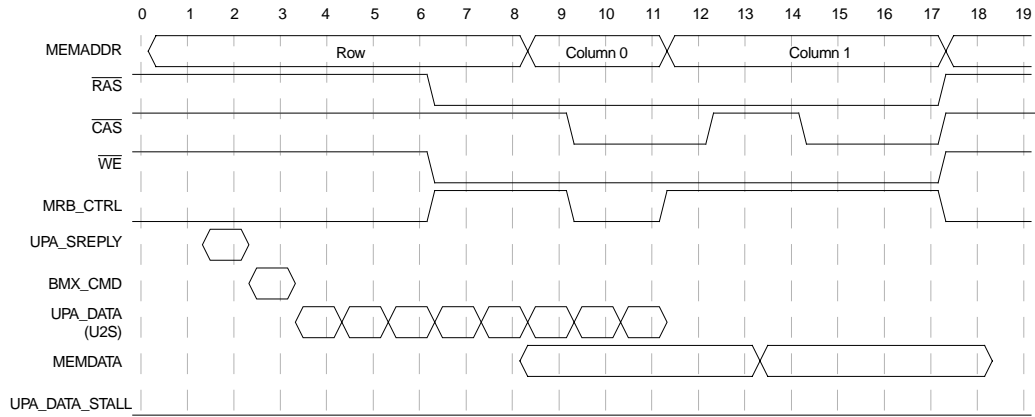 0 1 2 3 4 5 6 7 8 9 10 11 12 13 14 15 16 17 18 19
MEMADDR Row Column 0 Column 1
RAS
CAS
WE
MRB_CTRL
UPA_SREPLY
BMX_CMD
UPA_DATA
(U2S)
MEMDATA
UPA_DATA_STALL